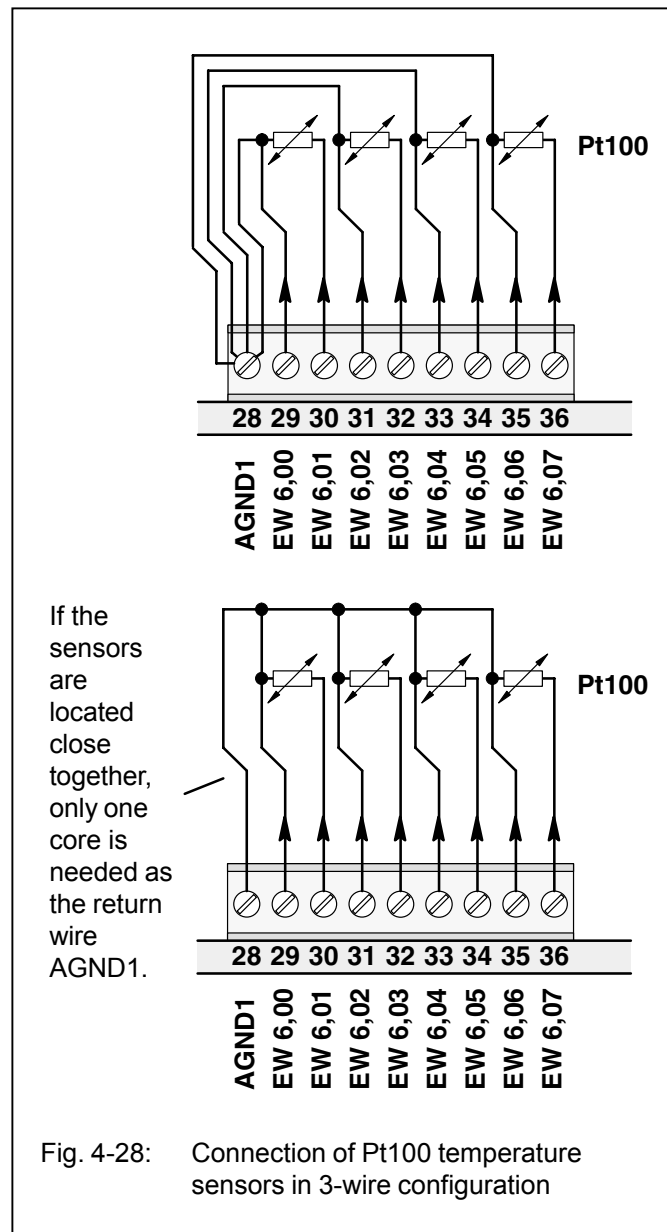 Pt100
28 29 30 31 32 33 34 35 36
AGND1
EW 6,00
EW 6,01
EW 6,02
EW 6,03
EW 6,04
EW 6,05
EW 6,06
EW 6,07
If the
sensors
are
located
close
together,
only one
core is
needed as
the return
wire
AGND1.
Pt100
28 29 30 31 32 33 34 35 36
AGND1
EW 6,00
EW 6,01
EW 6,02
EW 6,03
EW 6,04
EW 6,05
EW 6,06
EW 6,07
Fig. 4-28: Connection of Pt100 temperature
sensors in 3-wire configuration